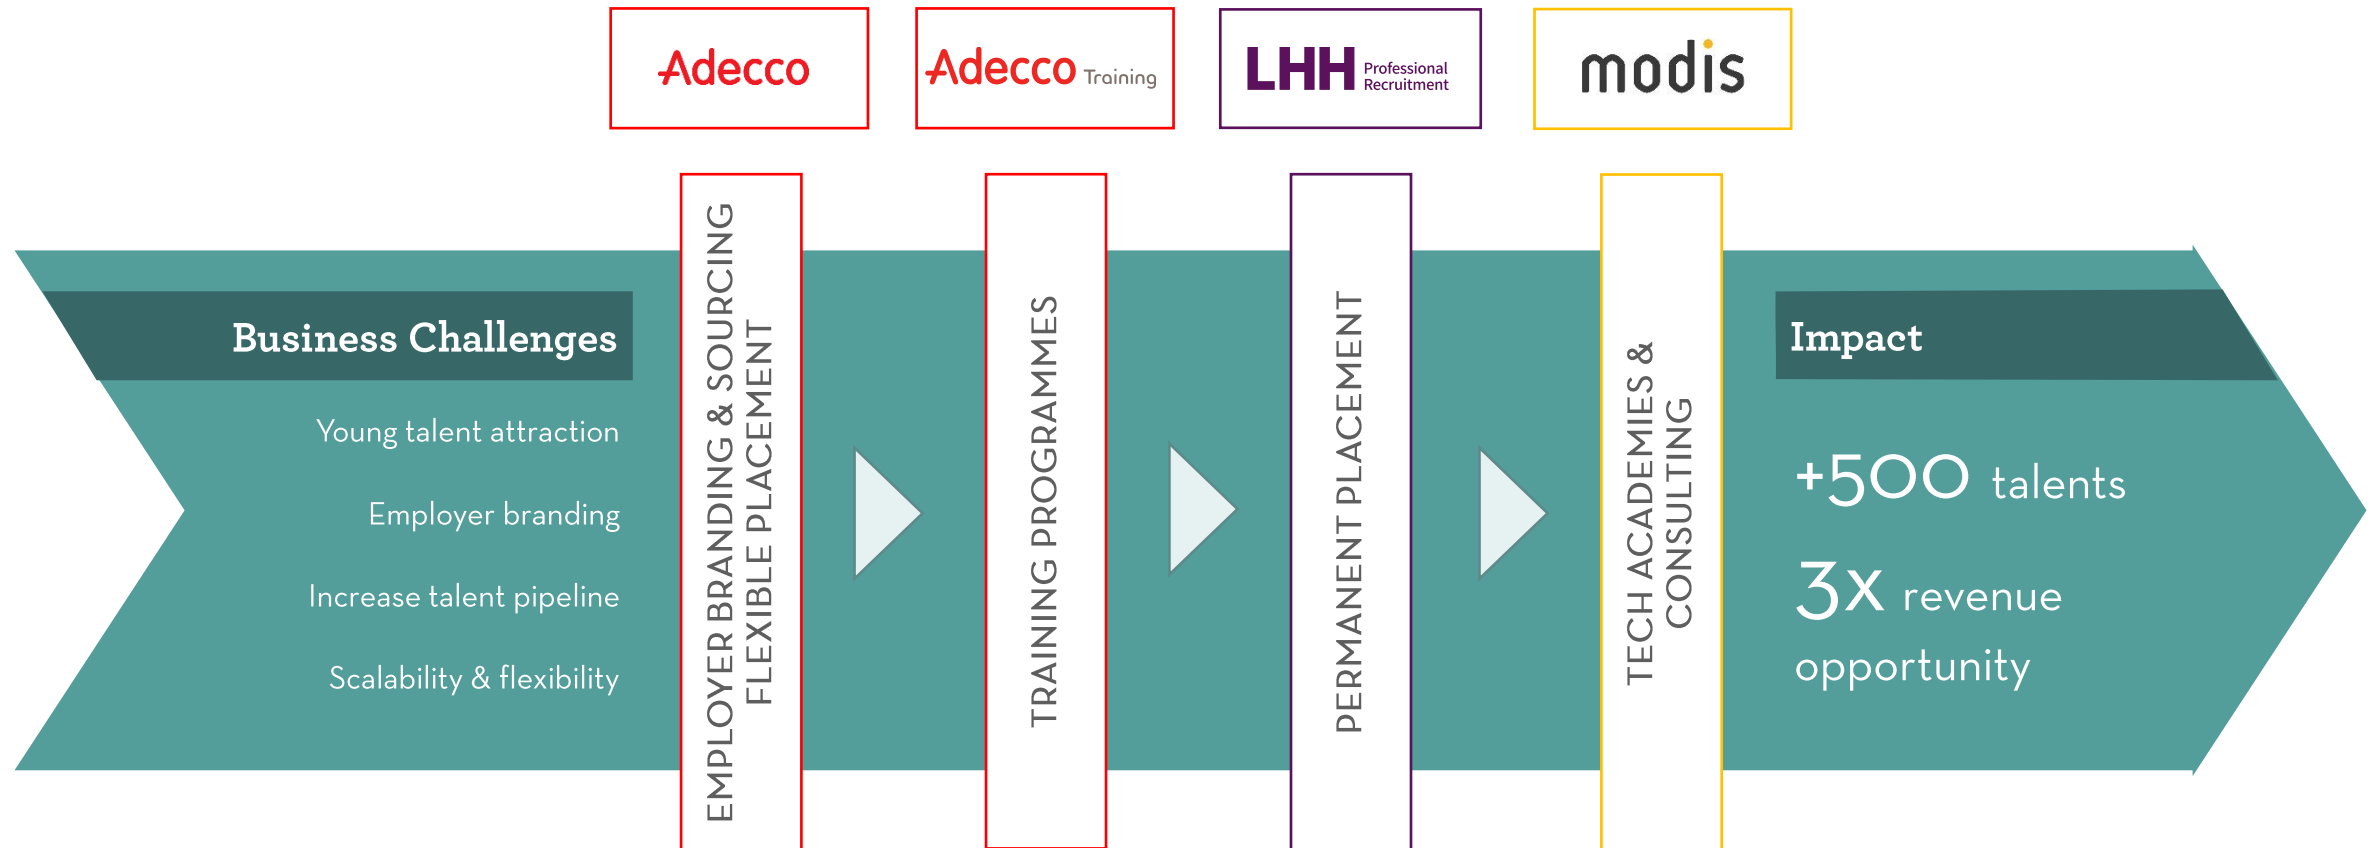 Adecco
Adecco Training
LHH Professional
Recruitment
modis
Business Challenges
Young talent attraction
Employer branding
Increase talent pipeline
Scalability & flexibility
EMPLOYER BRANDING & SOURCING
FLEXIBLE PLACEMENT
TRAINING PROGRAMMES
PERMANENT PLACEMENT
TECH ACADEMIES &
CONSULTING
Impact
+500 talents
3x revenue
opportunity